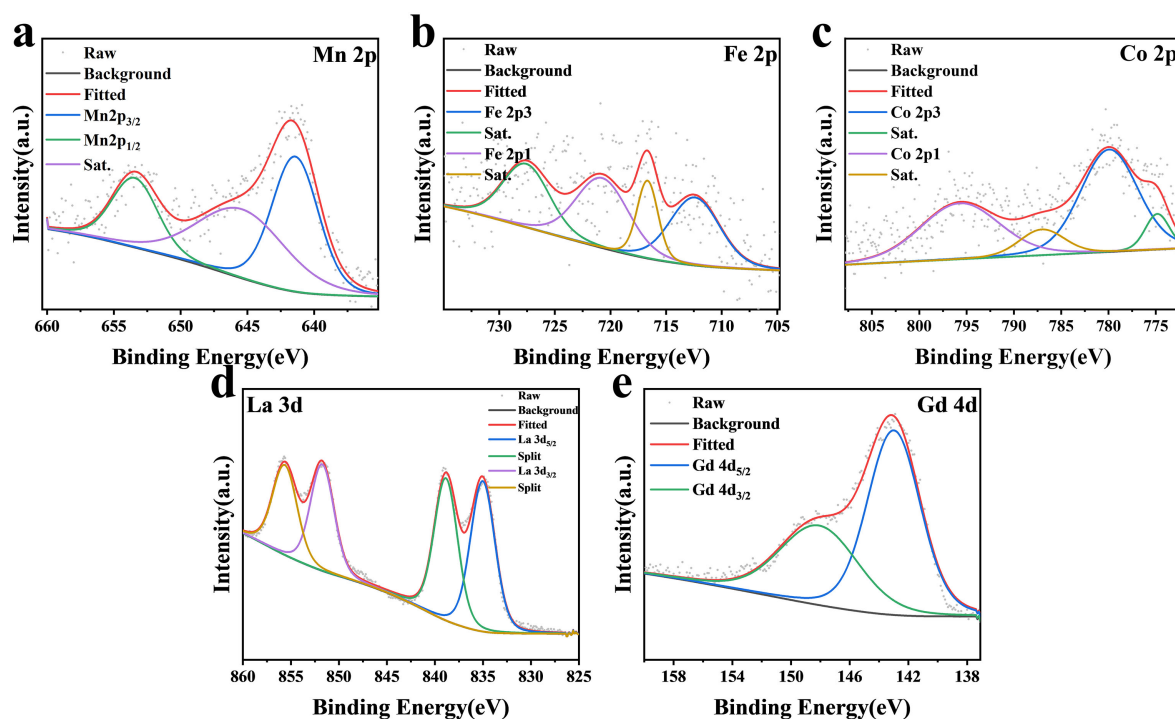 a
Mn 2p
Raw
Background
Fitted
Mn2p3/2
Mn2p1/2
Sat.
Intensity(a.u.)
660 655 650 645 640
Binding Energy(eV)
b
Fe 2p
Raw
Background
Fitted
Fe 2p3
Sat.
Fe 2p1
Sat.
Intensity(a.u.)
730 725 720 715 710 705
Binding Energy(eV)
c
Co 2p
Raw
Background
Fitted
Co 2p3
Sat.
Co 2p1
Sat.
Intensity(a.u.)
805 800 795 790 785 780 775
Binding Energy(eV)
d
La 3d
Raw
Background
Fitted
La 3d5/2
Split
La 3d3/2
Split
Intensity(a.u.)
860 855 850 845 840 835 830 825
Binding Energy(eV)
e
Gd 4d
Raw
Background
Fitted
Gd 4d5/2
Gd 4d3/2
Intensity(a.u.)
158 154 150 146 142 138
Binding Energy(eV)